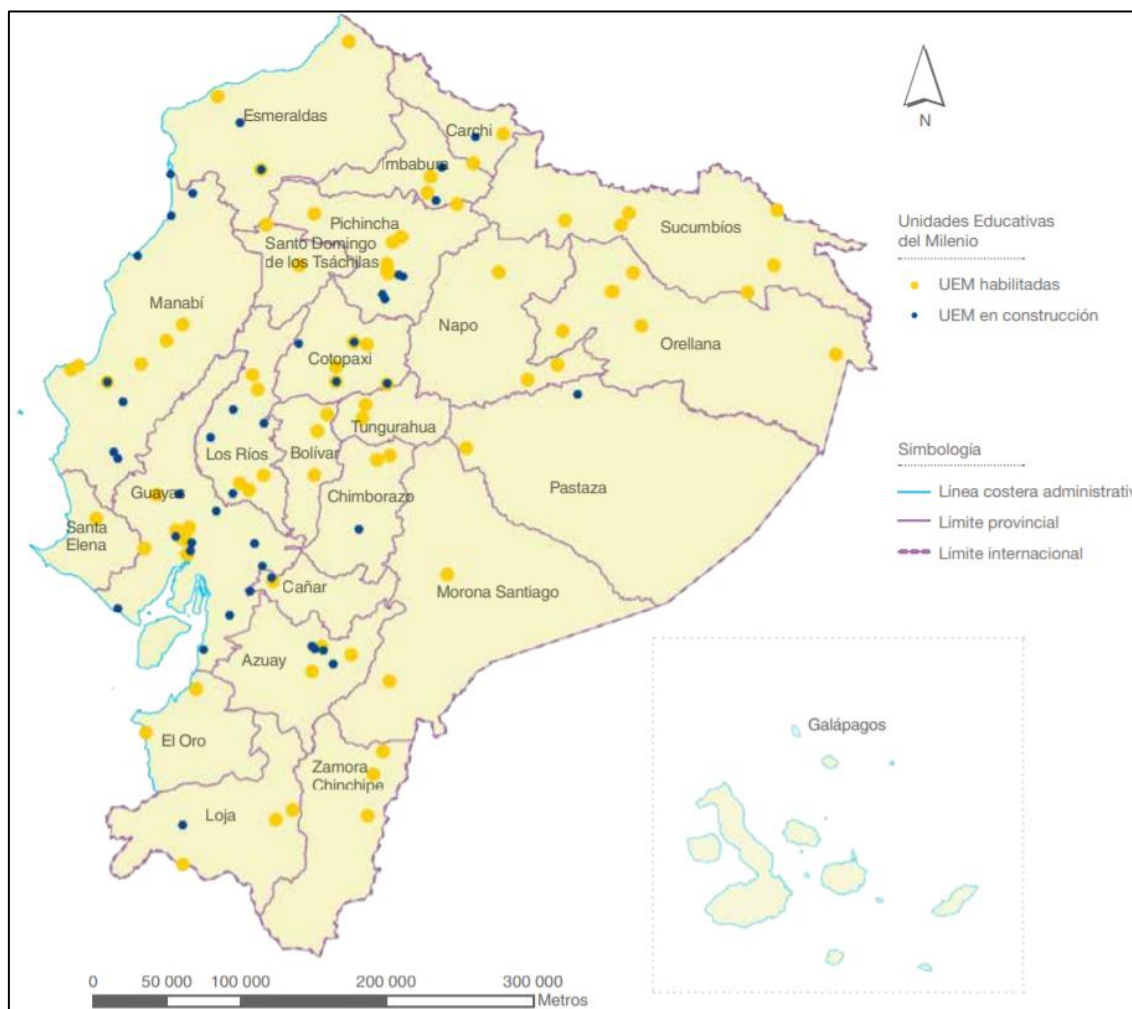 N
Esmeraldas
Carchi
Imbabura
Pichincha
Sucumbíos
Santo Domingo
de los Tsáchilas
Manabí
Napo
Orellana
Cotopaxi
Tungurahua
Los Ríos
Bolívar
Pastaza
Guayas
Chimborazo
Santa
Elena
Cañar
Morona Santiago
Azuay
El Oro
Zamora
Chinchipe
Loja
Galápagos
Unidades Educativas
del Milenio
UEM habilitadas
UEM en construcción
Simbología
Línea costera administrativ
Límite provincial
Límite internacional
0 50 000 100 000 200 000 300 000
Metros